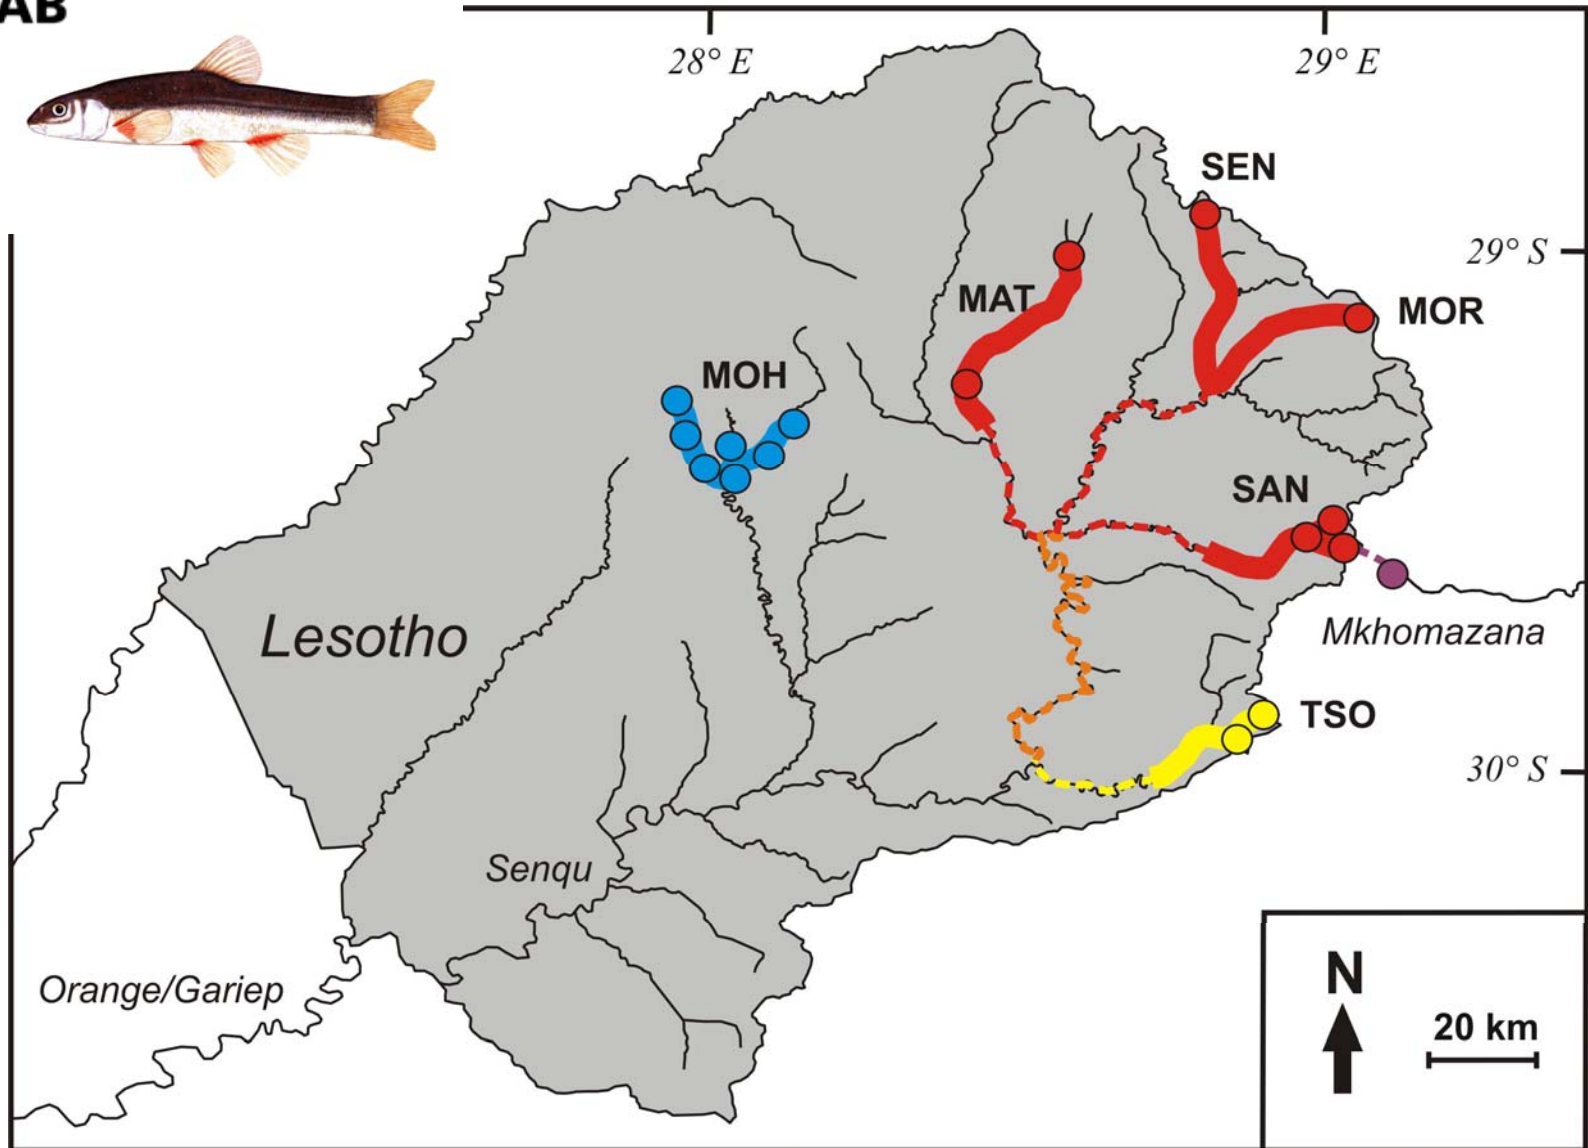 AB
28° E
29° E
SEN
29° S
MAT
MOR
MOH
SAN
Lesotho
Mkhomazana
TSO
30° S
Senqu
Orange/Gariep
N
20 km